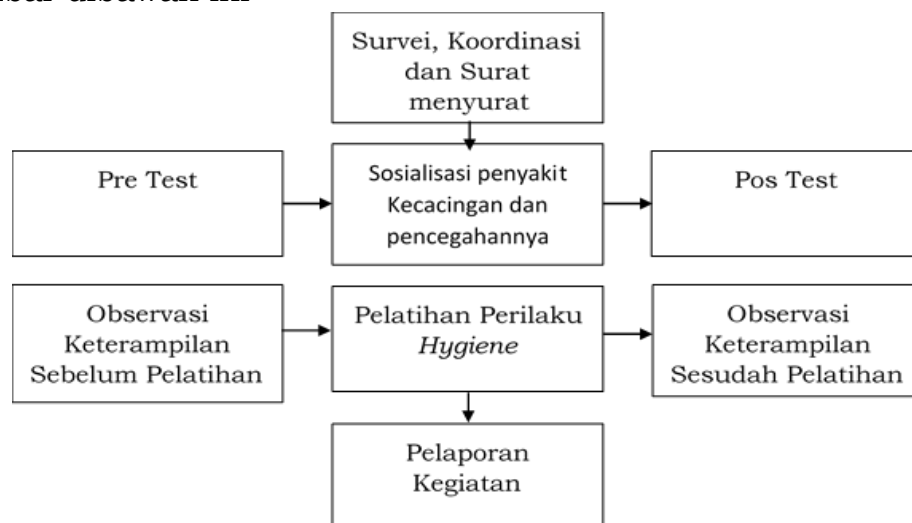 Survei, Koordinasi
dan Surat
menyurat
Pre Test
Sosialisasi penyakit
Kecacingan dan
pencegahannya
Pos Test
Observasi
Keterampilan
Sebelum Pelatihan
Pelatihan Perilaku
Hygiene
Observasi
Keterampilan
Sesudah Pelatihan
Pelaporan
Kegiatan